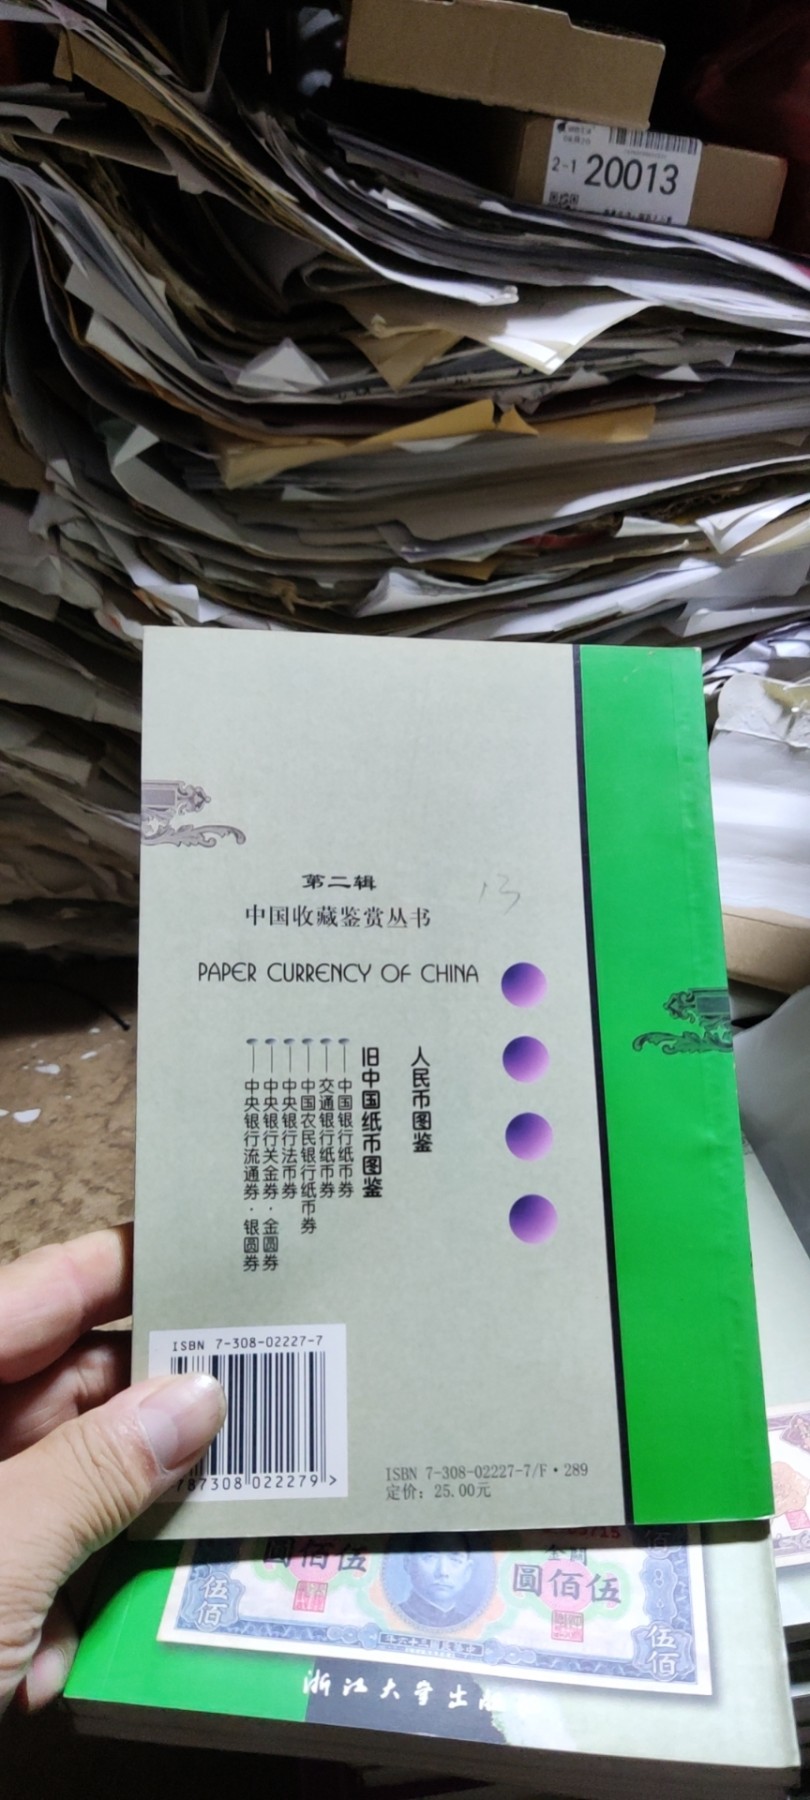 2-1 20013
第二辑
13
中国收藏鉴赏丛书
PAPER CURRENCY OF CHINA
人民币图鉴
旧中国纸币图鉴
中国银行纸币券
交通银行纸币券
中国农民银行纸币券
中央银行法币券
中央银行关金券·金圆券
中央银行流通券·银圆券
ISBN 7-308-02227-7
787308 022279 >
ISBN 7-308-02227-7/F·289
定价：25.00元
圆佰伍
圆佰伍
伍佰
伍佰
浙江大学出版